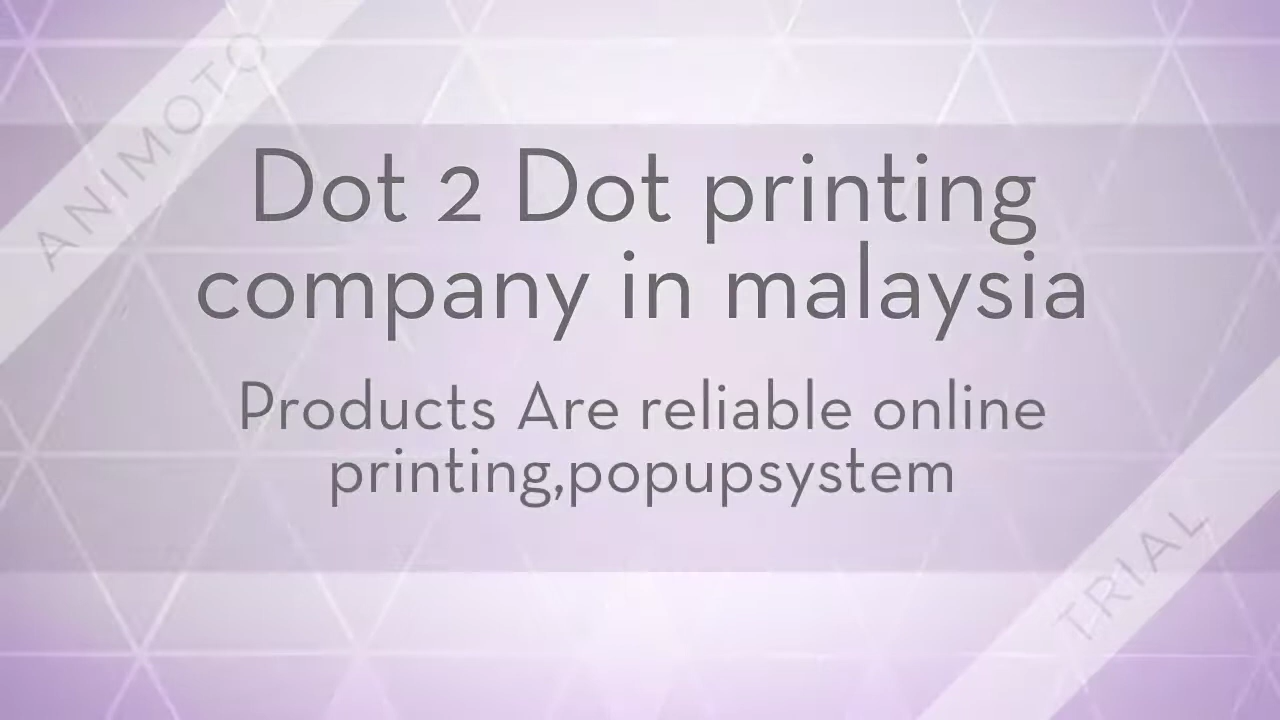 ANIMOTO
Dot 2 Dot printing
company in malaysia
Products Are reliable online
printing,popupsystem
TRIAL